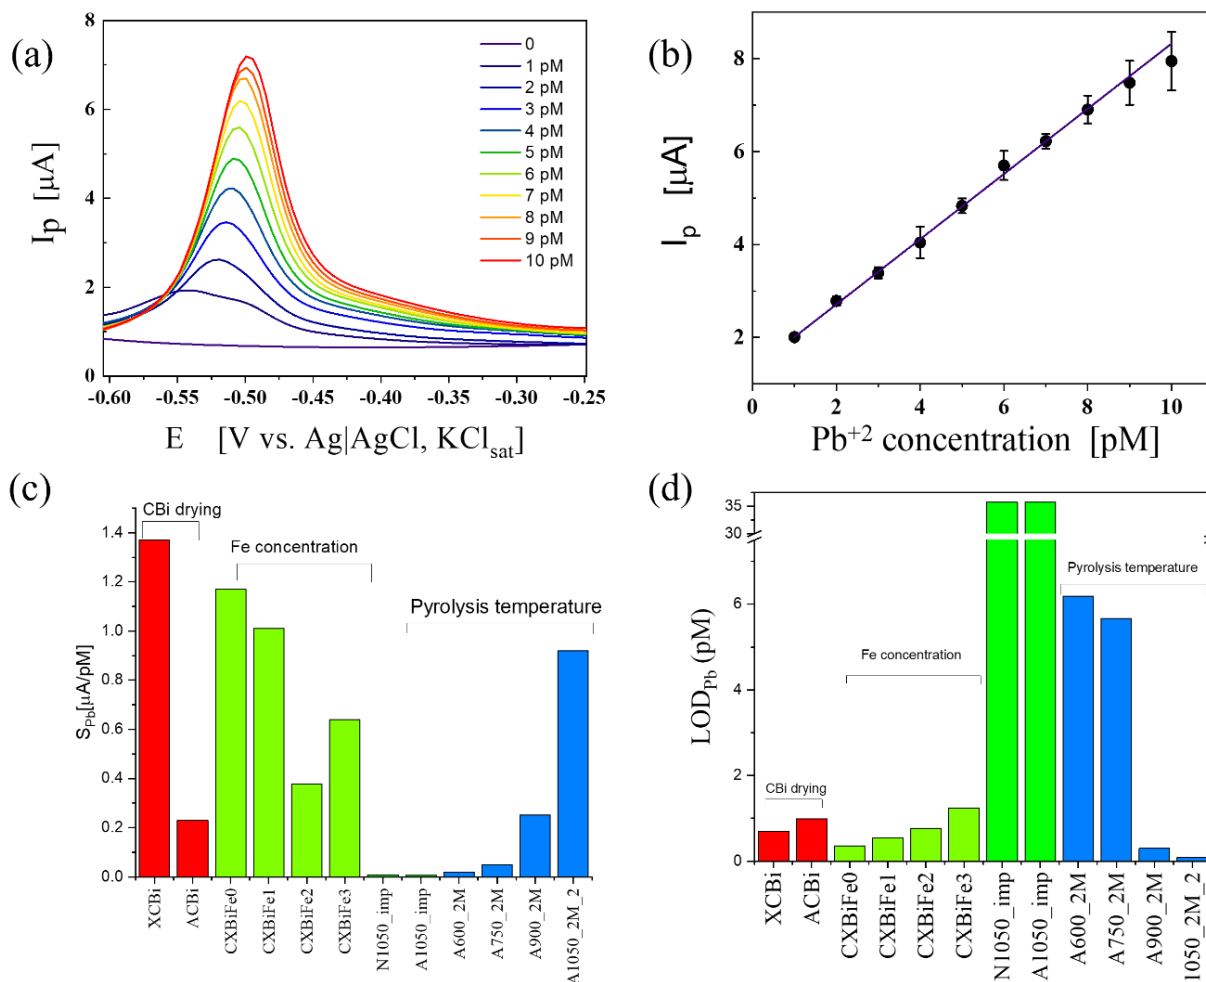 (a)
8
6
4
2
0
I_p [µA]
0
1 pM
2 pM
3 pM
4 pM
5 pM
6 pM
7 pM
8 pM
9 pM
10 pM
-0.60 -0.55 -0.50 -0.45 -0.40 -0.35 -0.30 -0.25
E [V vs. Ag|AgCl, KCl_sat]
(b)
8
6
4
2
I_p [µA]
0 2 4 6 8 10
Pb⁺² concentration [pM]
(c)
CBi drying
Fe concentration
Pyrolysis temperature
1.4
1.2
1.0
0.8
0.6
0.4
0.2
0.0
S_Pb[µA/pM]
XCBi
ACBi
CXBiFe0
CXBiFe1
CXBiFe2
CXBiFe3
N1050_imp
A1050_imp
A600_2M
A750_2M
A900_2M
A1050_2M_2
(d)
35
30
6
4
2
0
LOD_Pb (pM)
Pyrolysis temperature
Fe concentration
CBi drying
XCBi
ACBi
CXBiFe0
CXBiFe1
CXBiFe2
CXBiFe3
N1050_imp
A1050_imp
A600_2M
A750_2M
A900_2M
1050_2M_2